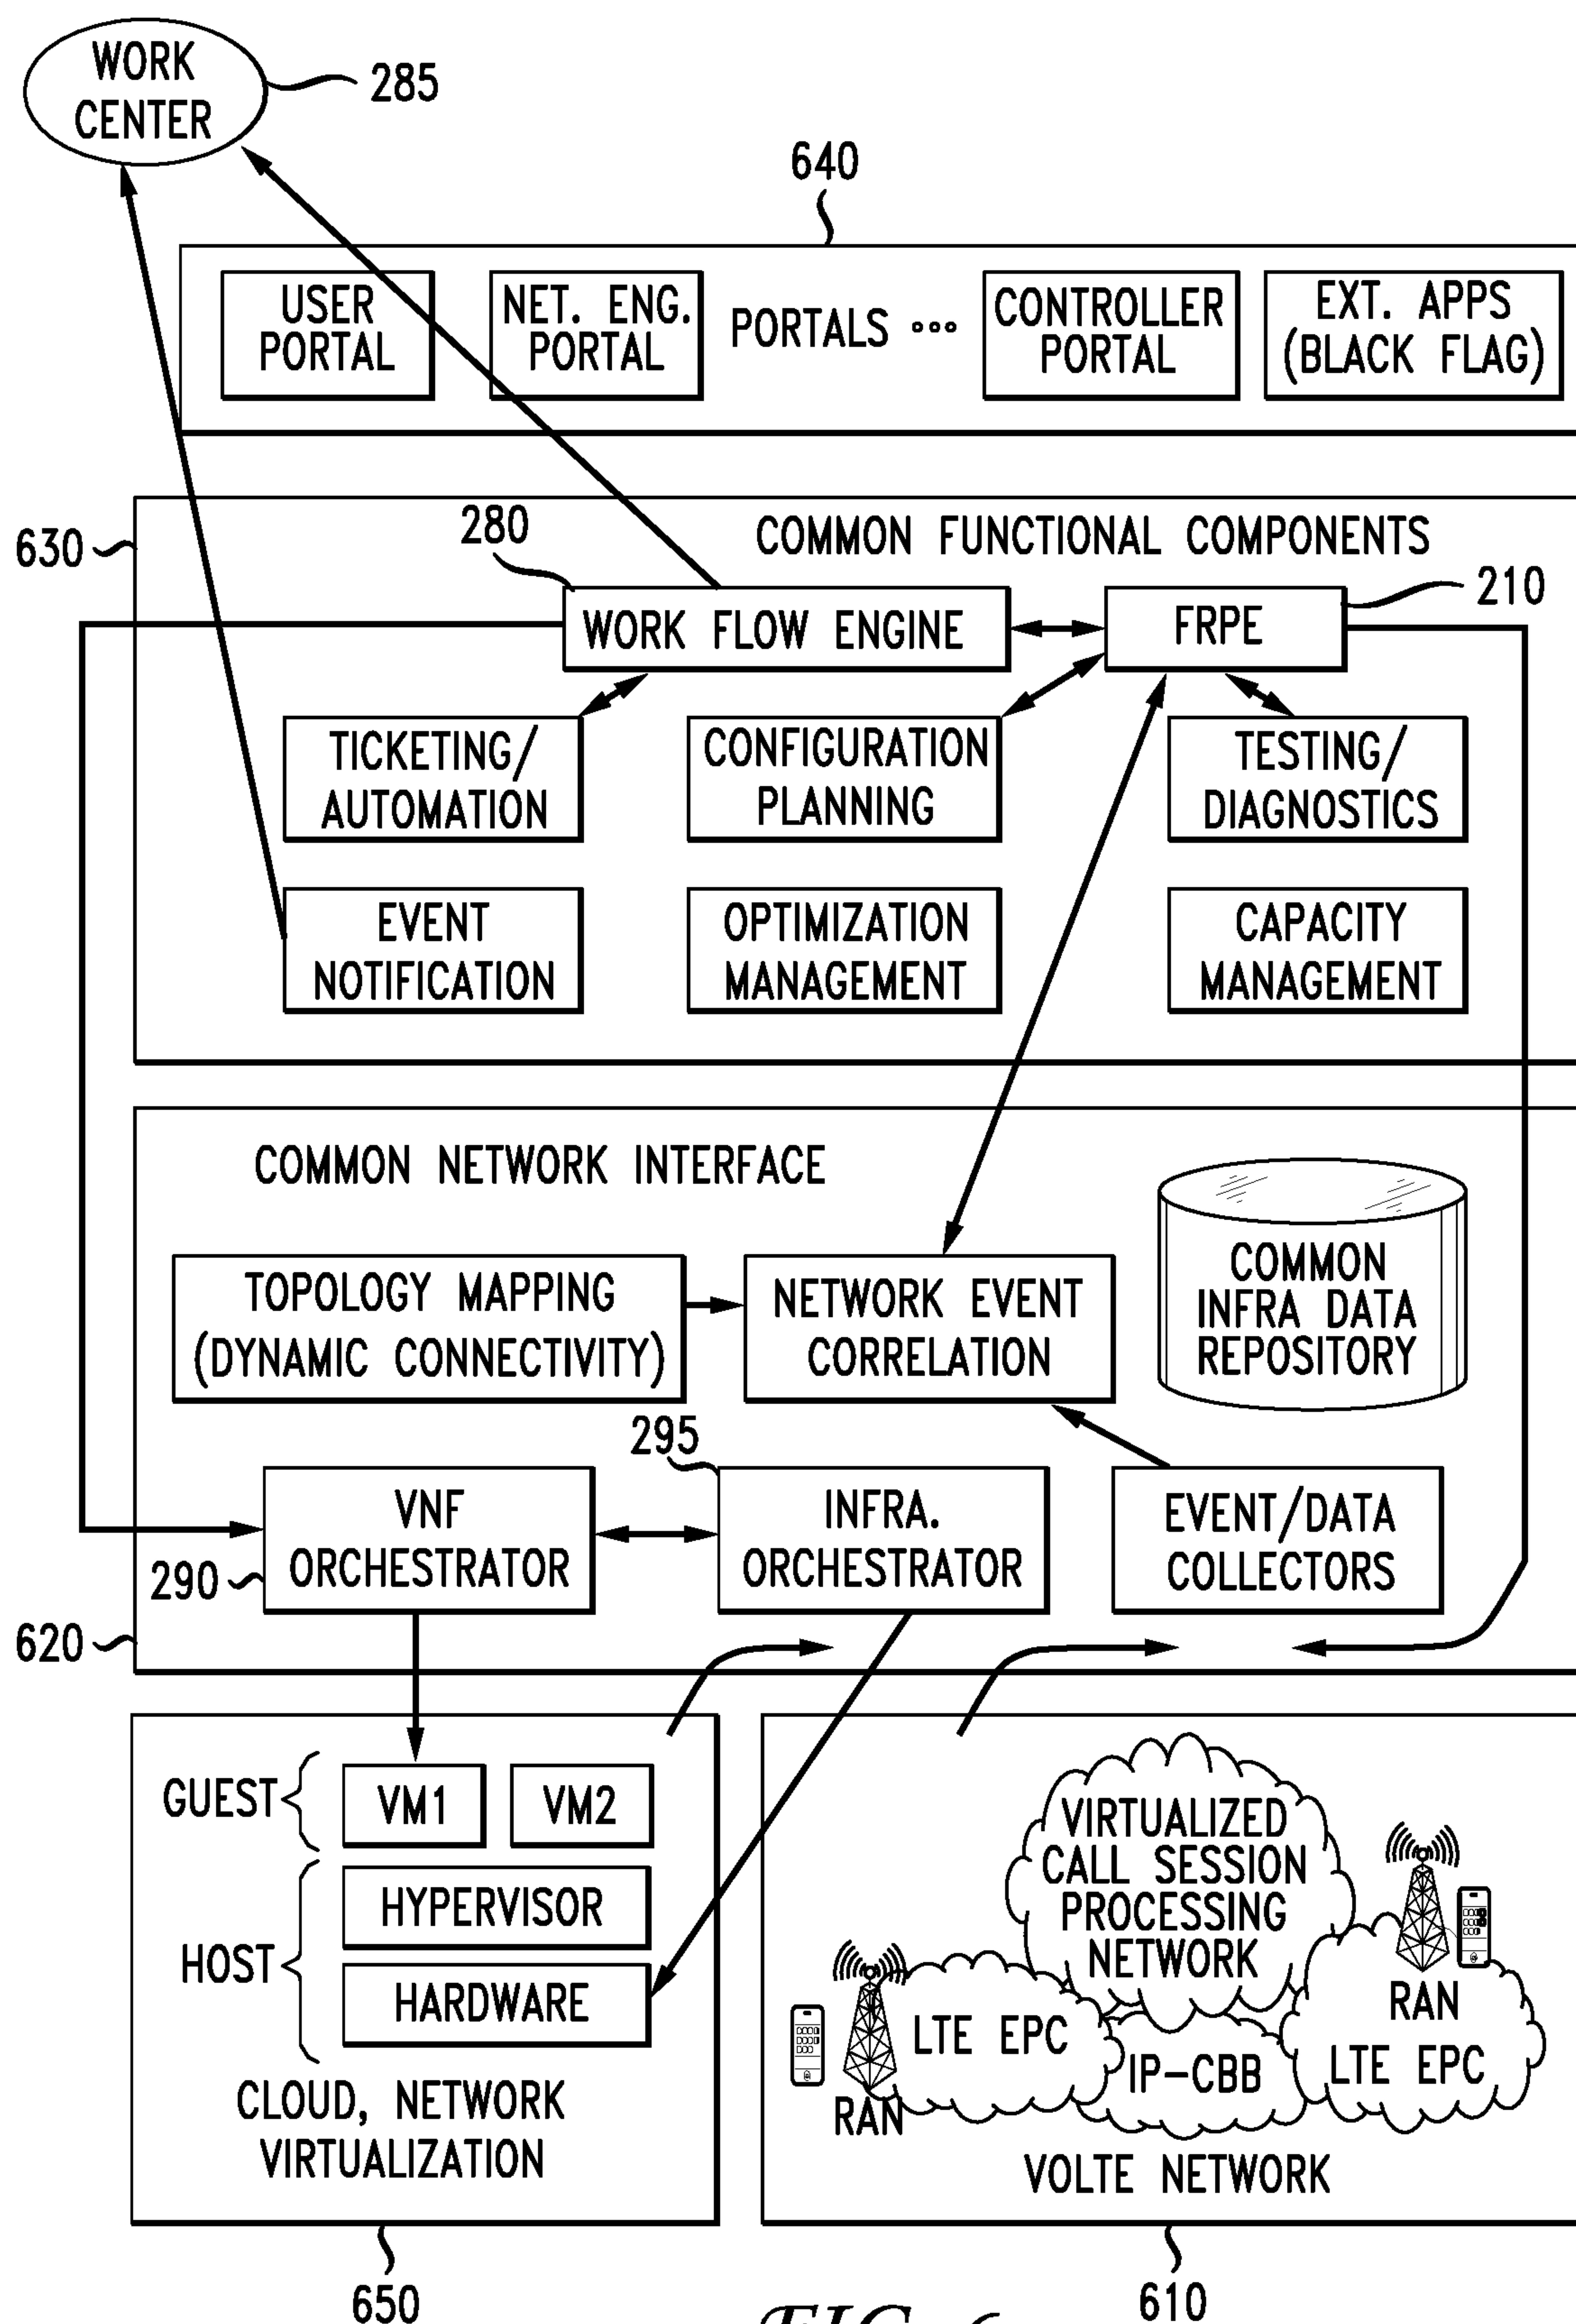 WORK
CENTER
285
640
USER
PORTAL
NET. ENG.
PORTAL
PORTALS ooo
CONTROLLER
PORTAL
EXT. APPS
(BLACK FLAG)
630
280
COMMON FUNCTIONAL COMPONENTS
210
WORK FLOW ENGINE
FRPE
TICKETING/
AUTOMATION
CONFIGURATION
PLANNING
TESTING/
DIAGNOSTICS
EVENT
NOTIFICATION
OPTIMIZATION
MANAGEMENT
CAPACITY
MANAGEMENT
COMMON NETWORK INTERFACE
TOPOLOGY MAPPING
(DYNAMIC CONNECTIVITY)
NETWORK EVENT
CORRELATION
COMMON
INFRA DATA
REPOSITORY
295
VNF
ORCHESTRATOR
290
INFRA.
ORCHESTRATOR
EVENT/DATA
COLLECTORS
620
GUEST
VM1
VM2
HOST
HYPERVISOR
HARDWARE
CLOUD, NETWORK
VIRTUALIZATION
VIRTUALIZED
CALL SESSION
PROCESSING
NETWORK
RAN
LTE EPC
IP-CBB
RAN
LTE EPC
VOLTE NETWORK
650
610